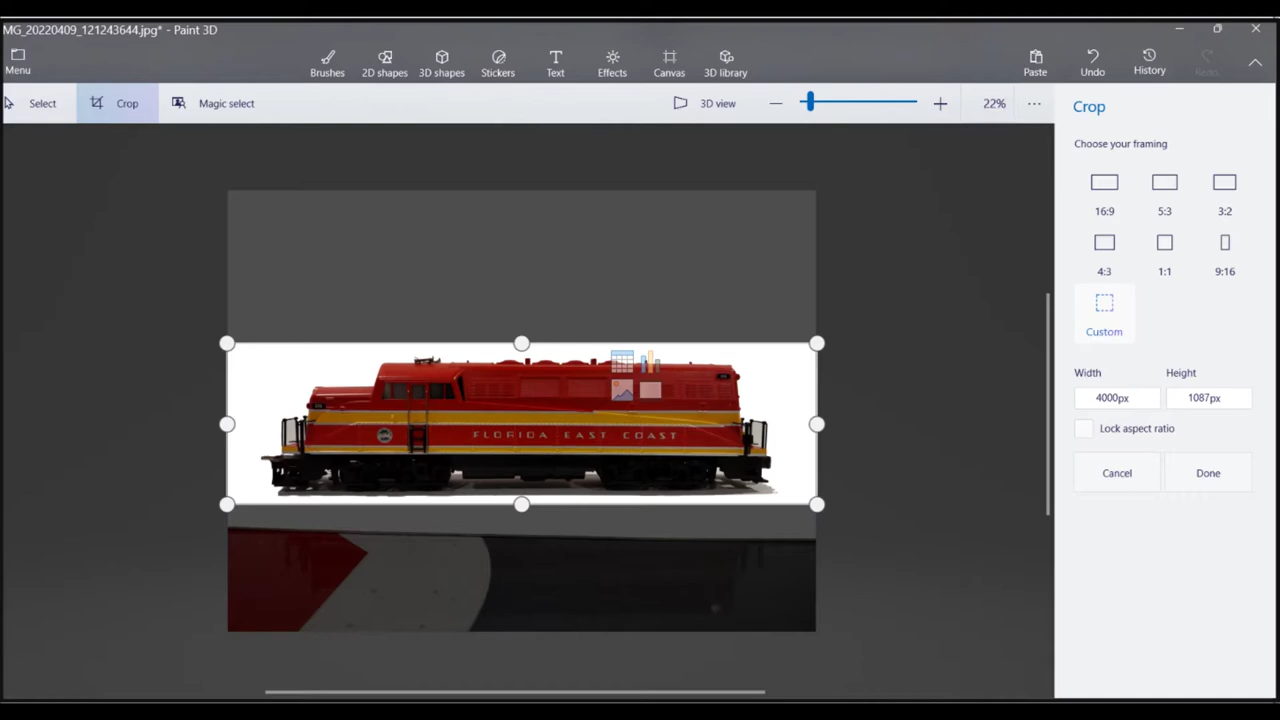 MG_20220409_121243644.jpg* - Paint 3D
Menu
Brushes
2D shapes
3D shapes
Stickers
Text
Effects
Canvas
3D library
Paste
Undo
History
Redo
Select
Crop
Magic select
3D view
22%
Crop
Choose your framing
16:9
5:3
3:2
4:3
1:1
9:16
Custom
Width
Height
4000px
1087px
Lock aspect ratio
Cancel
Done
FLORIDA EAST COAST